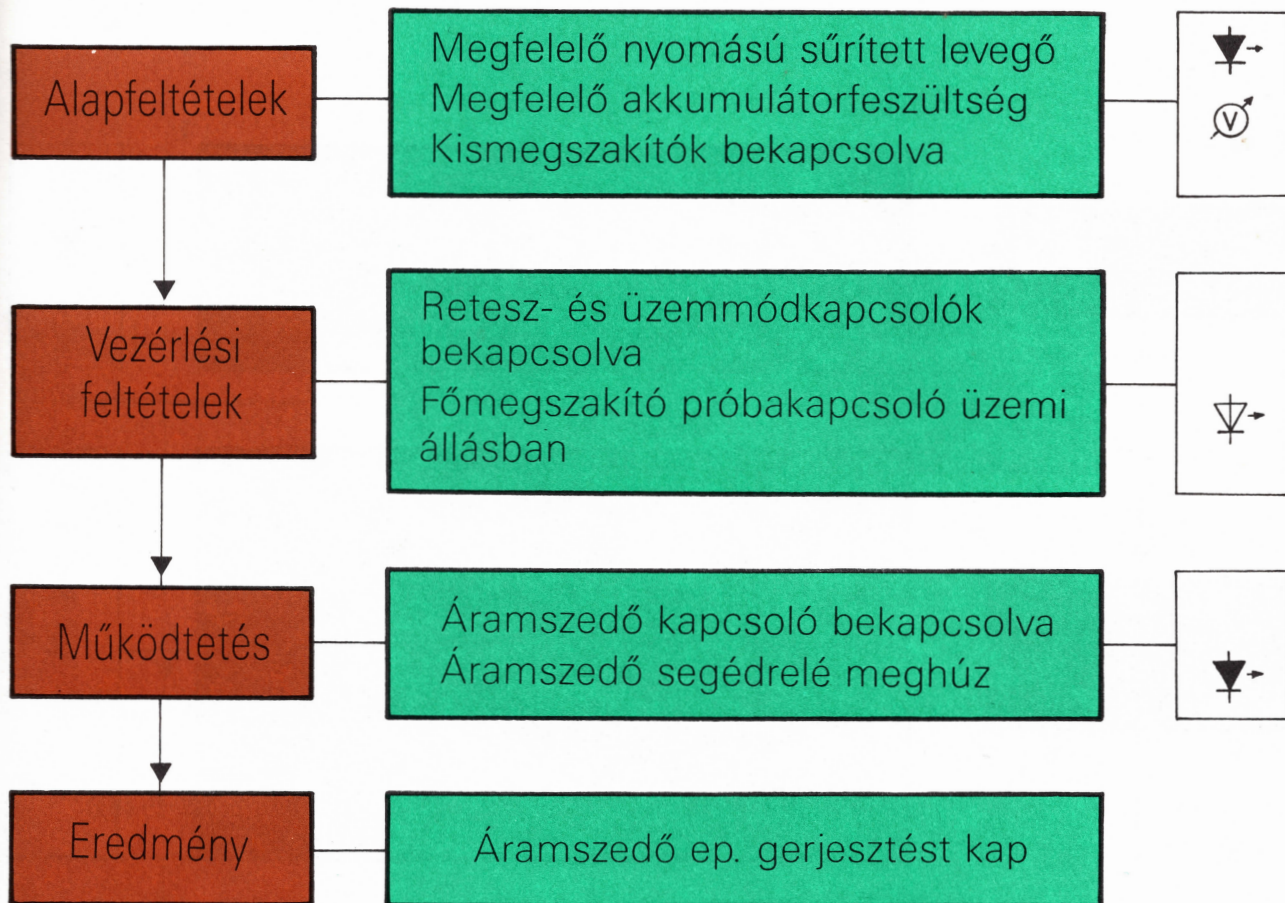 Alapfeltételek
Megfelelő nyomású sűrített levegő
Megfelelő akkumulátorfeszültség
Kismegszakítók bekapcsolva
V
Vezérlési
feltételek
Retesz- és üzemmódkapcsolók
bekapcsolva
Főmegszakító próbakapcsoló üzemi
állásban
Működtetés
Áramszedő kapcsoló bekapcsolva
Áramszedő segédrelé meghúz
Eredmény
Áramszedő ep. gerjesztést kap